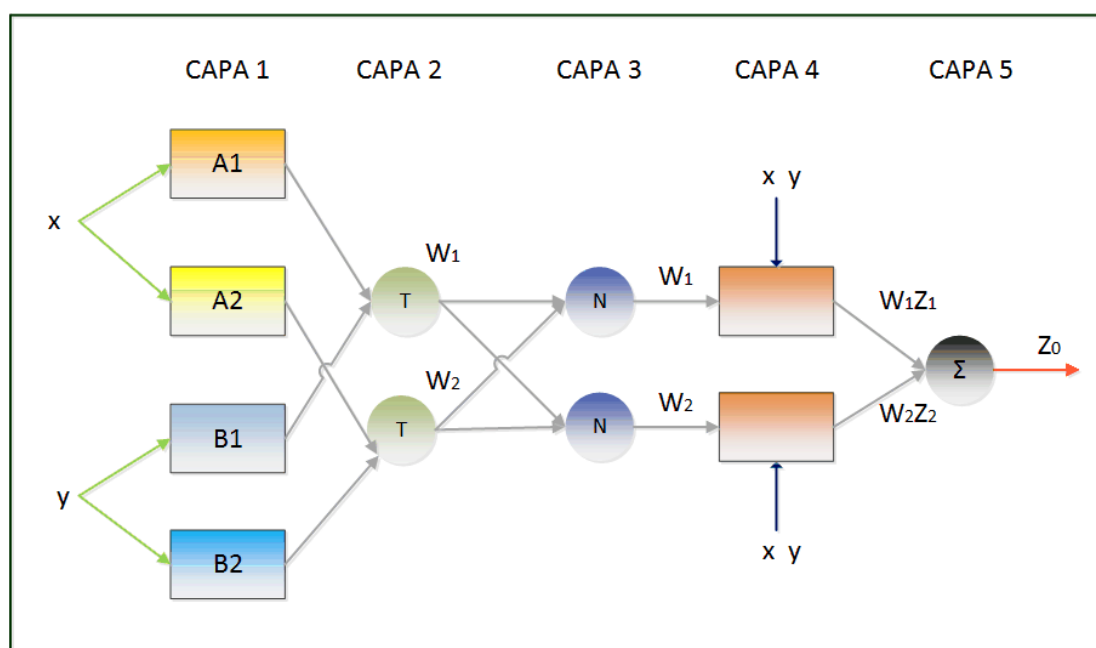 CAPA 1 CAPA 2 CAPA 3 CAPA 4 CAPA 5
A1
x y
x
W1
A2
W1
T
N
W1Z1
Z0
Σ
W2
W2
W2Z2
B1
T
N
y
x y
B2